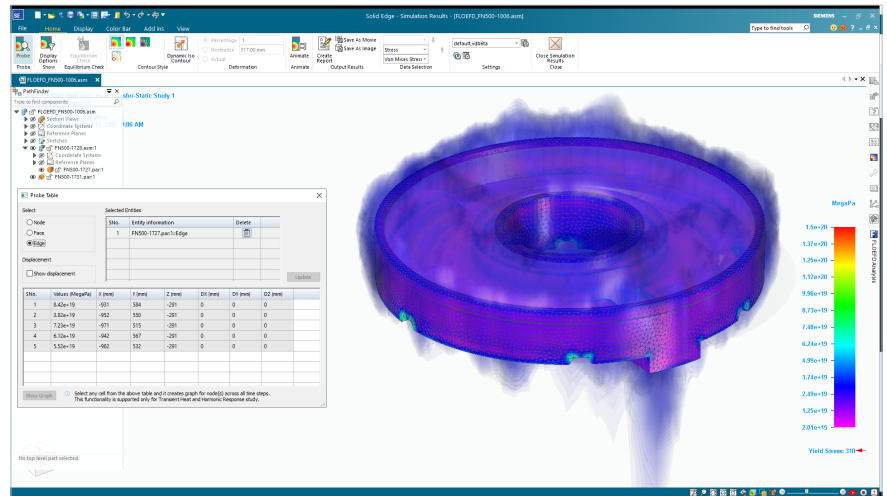 Solid Edge – Simulation Results - [FLOEFD_FN500-1006.asm]
SIEMENS
File Home Display Color Bar Add Ins View
Type to find tools
Percentage 1
Normative 317.00 mm
Actual
Save As Movie
Save As Image
Stress
Von Mises Stress
Probe Display Options Equilibrium Check Dynamic Iso Contour Animate Create Report Close Simulation Results
Probe Show Equilibrium Check Contour Style Deformation Animate Output Results Data Selection Settings Close
FLOEFD_FN500-1006.asm
PathFinder
Type to find components
Static Study 1
FLOEFD_FN500-1006.asm
Section Views
Coordinate Systems
:06 AM
Reference Planes
Sketches
FN500-1728.asm:1
Coordinate Systems
Reference Planes
FN500-1727.par:1
FN500-1731.par:1
Probe Table
Select
Node
Face
Edge
Displacement
Show displacement
Selected Entities
SNo. Entity information Delete
1 FN500-1727.par:1::Edge
Update
SNo. Values (MegaPa) X (mm) Y (mm) Z (mm) DX (mm) DY (mm) DZ (mm)
1 8.42e+19 -931 584 -291 0 0 0
2 3.82e+19 -952 550 -291 0 0 0
3 7.23e+19 -971 515 -291 0 0 0
4 6.12e+19 -942 567 -291 0 0 0
5 5.52e+19 -962 532 -291 0 0 0
Show Graph
Select any cell from the above table and it creates graph for node(s) across all time steps.
This functionality is supported only for Transient Heat and Harmonic Response study.
No top level part selected.
MegaPa
1.5e+20
1.37e+20
1.25e+20
1.12e+20
9.98e+19
8.73e+19
7.48e+19
6.24e+19
4.99e+19
3.74e+19
2.49e+19
1.25e+19
2.01e+15
Yield Stress: 310
FLOEFD Analysis